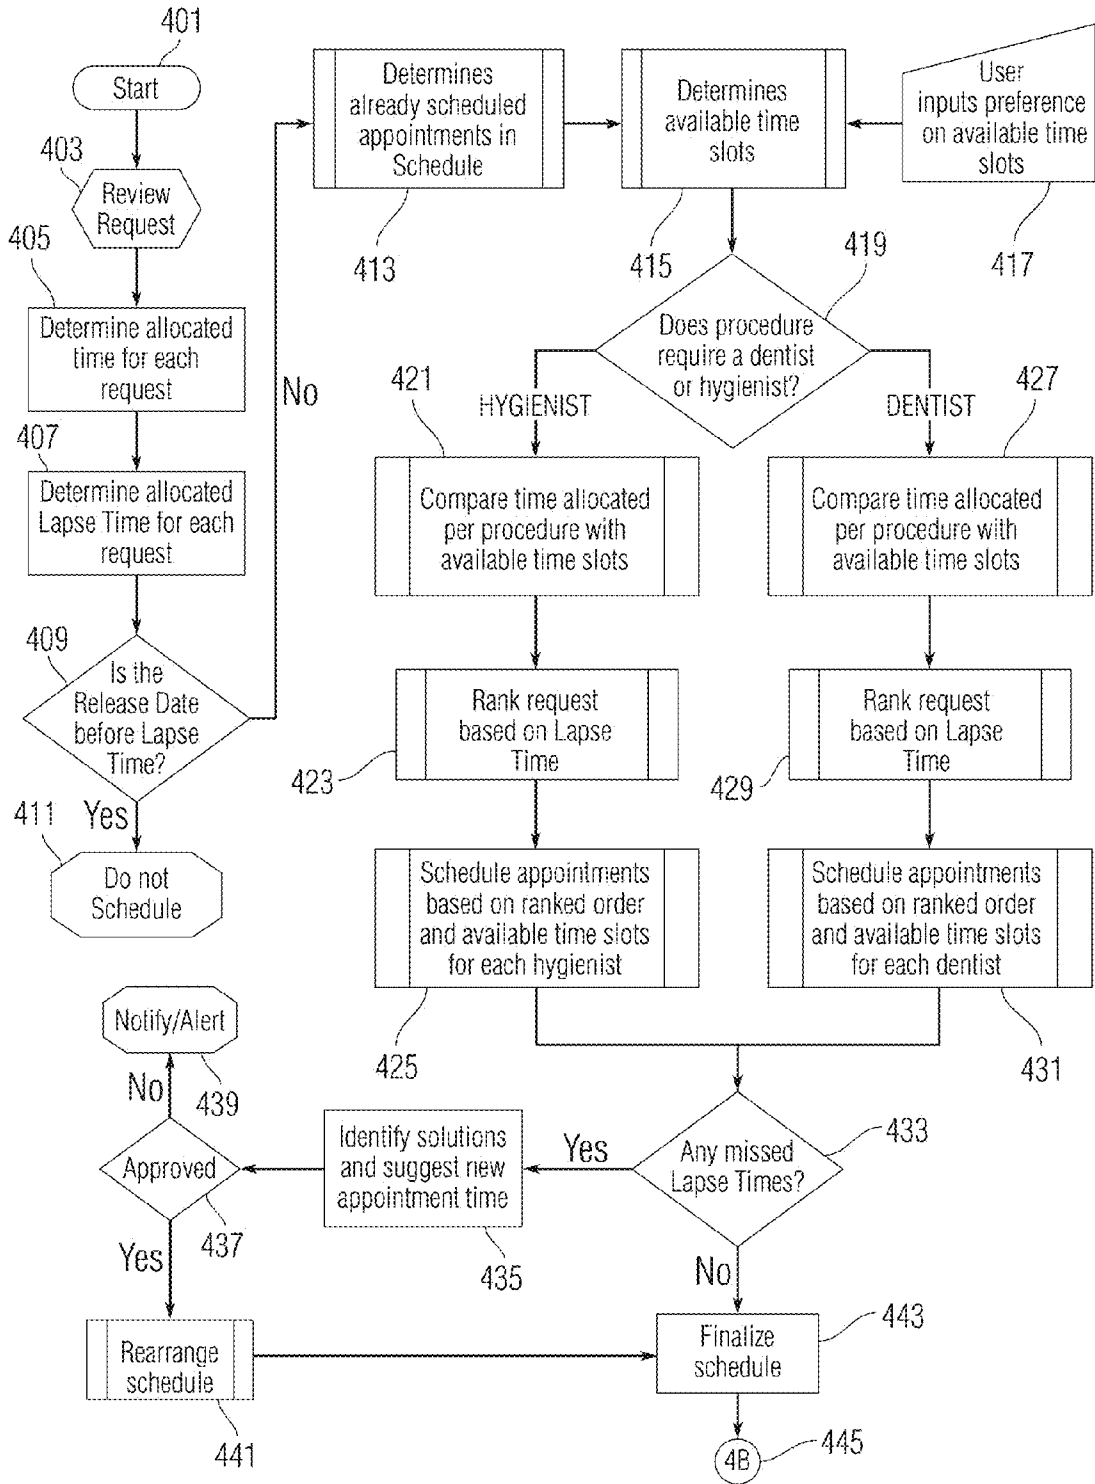 401
Start
403
Review
Request
405
Determine allocated
time for each
request
407
Determine allocated
Lapse Time for each
request
409
Is the
Release Date
before Lapse
Time?
No
Yes
411
Do not
Schedule
Determines
already scheduled
appointments in
Schedule
413
Determines
available time
slots
415
User
inputs preference
on available time
slots
417
419
Does procedure
require a dentist
or hygienist?
421
HYGIENIST
DENTIST
427
Compare time allocated
per procedure with
available time slots
Compare time allocated
per procedure with
available time slots
Rank request
based on Lapse
Time
423
Rank request
based on Lapse
Time
429
Schedule appointments
based on ranked order
and available time slots
for each hygienist
425
Schedule appointments
based on ranked order
and available time slots
for each dentist
431
433
Any missed
Lapse Times?
Yes
Identify solutions
and suggest new
appointment time
435
Approved
437
No
Notify/Alert
439
Yes
Rearrange
schedule
441
No
Finalize
schedule
443
4B
445